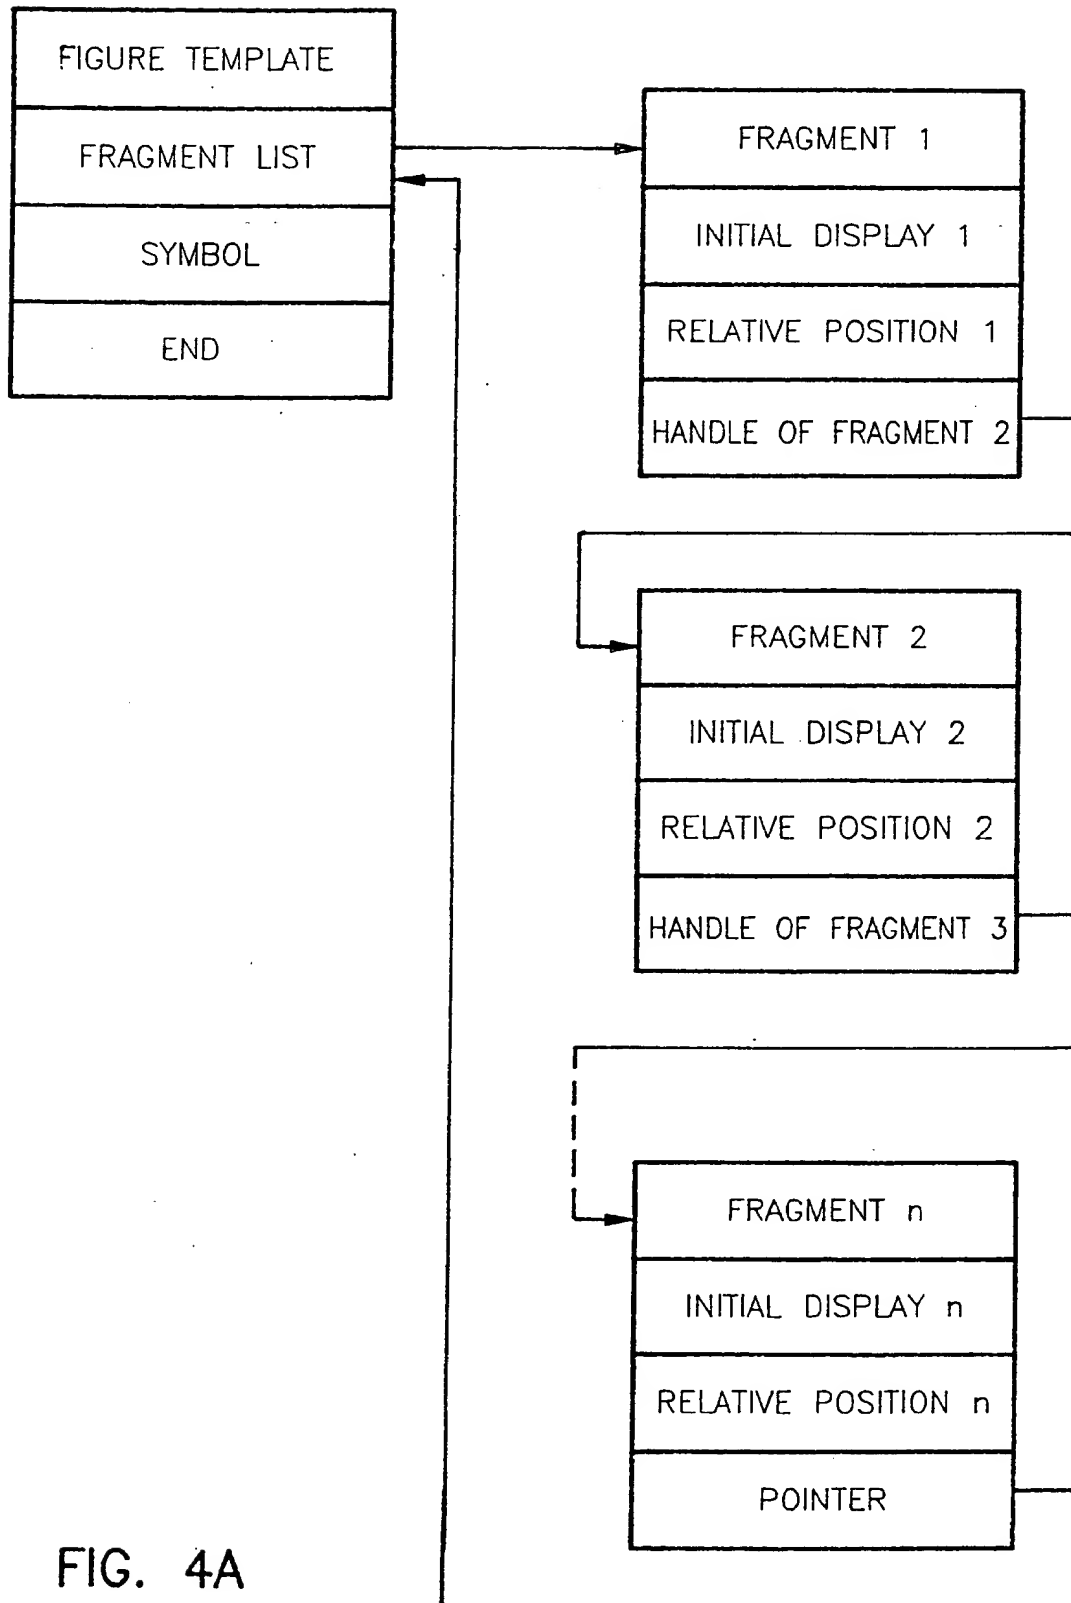 FIGURE TEMPLATE
FRAGMENT LIST
SYMBOL
END
FRAGMENT 1
INITIAL DISPLAY 1
RELATIVE POSITION 1
HANDLE OF FRAGMENT 2
FRAGMENT 2
INITIAL DISPLAY 2
RELATIVE POSITION 2
HANDLE OF FRAGMENT 3
FRAGMENT n
INITIAL DISPLAY n
RELATIVE POSITION n
POINTER
FIG. 4A